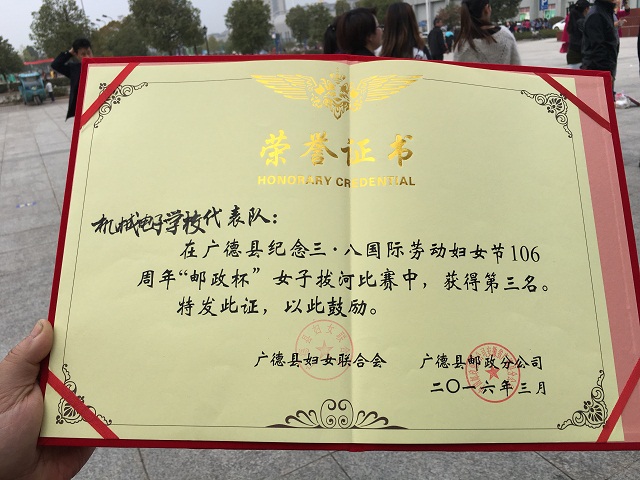 荣誉证书
HONORARY CREDENTIAL
机械电子学校代表队：
在广德县纪念三·八国际劳动妇女节106
周年“邮政杯”女子拔河比赛中，获得第三名。
特发此证，以此鼓励。
广德县妇女联合会 广德县邮政分公司
二〇一六年三月